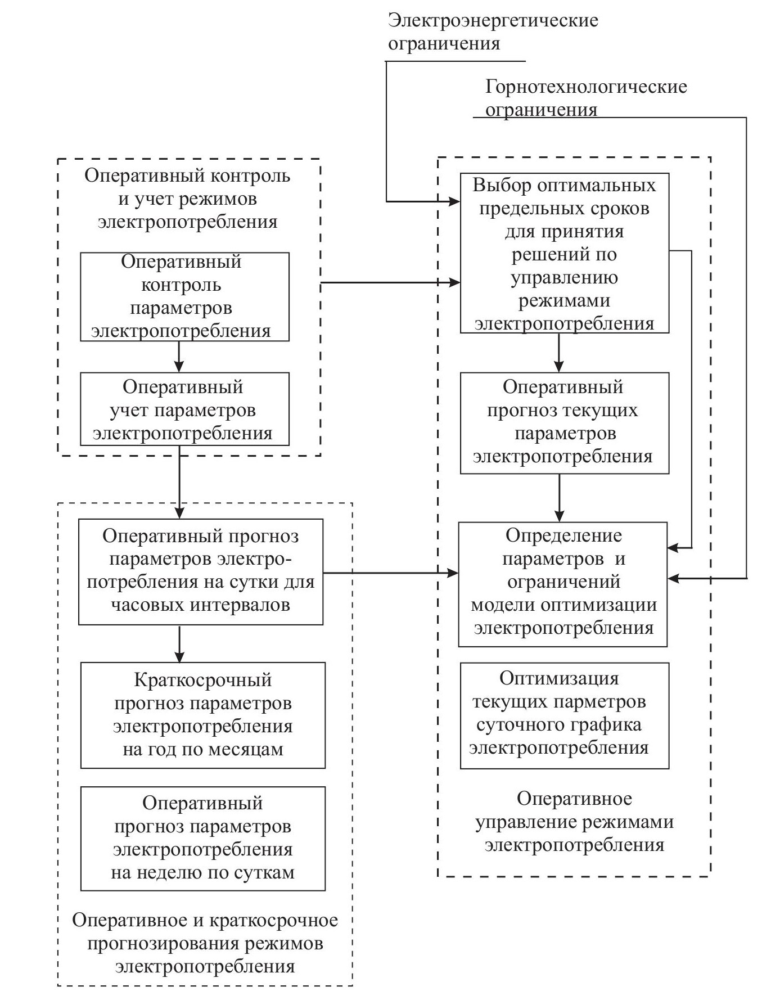 Электроэнергетические
ограничения
Горнотехнологические
ограничения
Оперативный контроль
и учет режимов
электропотребления
Оперативный
контроль
параметров
электропотребления
Оперативный
учет параметров
электропотребления
Выбор оптимальных
предельных сроков
для принятия
решений по
управлению
режимами
электропотребления
Оперативный
прогноз текущих
параметров
электропотребления
Оперативный прогноз
параметров электро-
потребления на сутки для
часовых интервалов
Определение
параметров и
ограничений
модели оптимизации
электропотребления
Краткосрочный
прогноз параметров
электропотребления
на год по месяцам
Оптимизация
текущих парметров
суточного графика
электропотребления
Оперативный
прогноз параметров
электропотребления
на неделю по суткам
Оперативное
управление режимами
электропотребления
Оперативное и краткосрочное
прогнозирования режимов
электропотребления